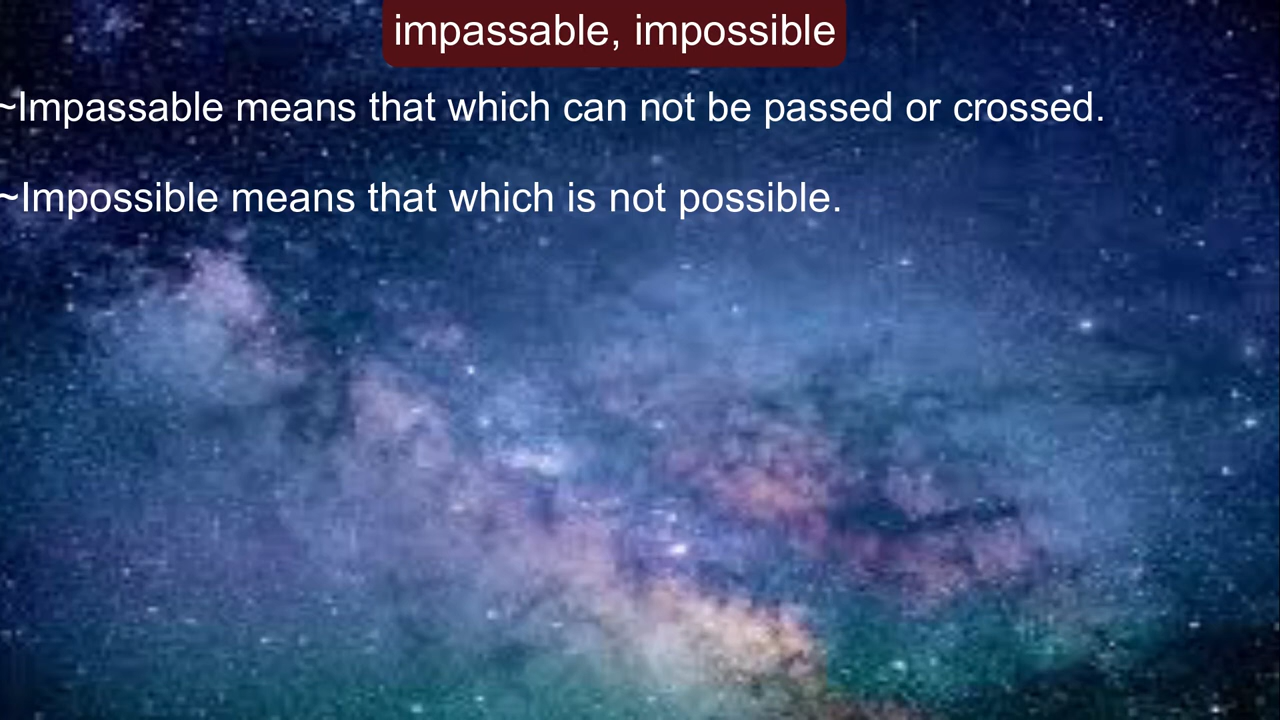 impassable, impossible
~Impassable means that which can not be passed or crossed.
~Impossible means that which is not possible.